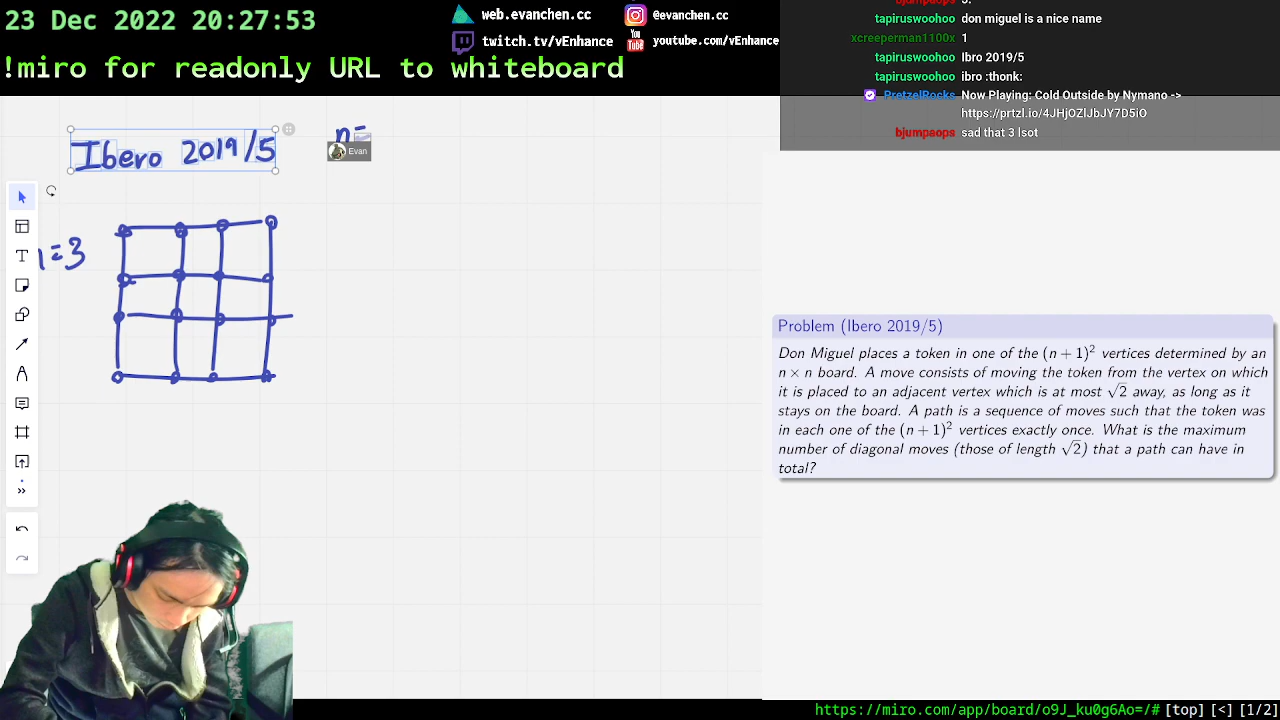 23 Dec 2022 20:27:53
web.evanchen.cc
@evanchen.cc
twitch.tv/vEnhance
You
Tube
youtube.com/vEnhance
!miro for readonly URL to whiteboard
tapiruswoohoo don miguel is a nice name
xcreeperman1100x 1
tapiruswoohoo Ibro 2019/5
tapiruswoohoo ibro :thonk:
PretzelRocks Now Playing: Cold Outside by Nymano ->
https://prtzl.io/4JHjOZlJbJY7D5iO
bjumpaops sad that 3 lsot
Ibero 2019/5
n=
Evan
=3
Problem (Ibero 2019/5)
Don Miguel places a token in one of the (n + 1)² vertices determined by an
n × n board. A move consists of moving the token from the vertex on which
it is placed to an adjacent vertex which is at most √2 away, as long as it
stays on the board. A path is a sequence of moves such that the token was
in each one of the (n + 1)² vertices exactly once. What is the maximum
number of diagonal moves (those of length √2) that a path can have in
total?
https://miro.com/app/board/o9J_ku0g6Ao=/# [top] [<] [1/2]